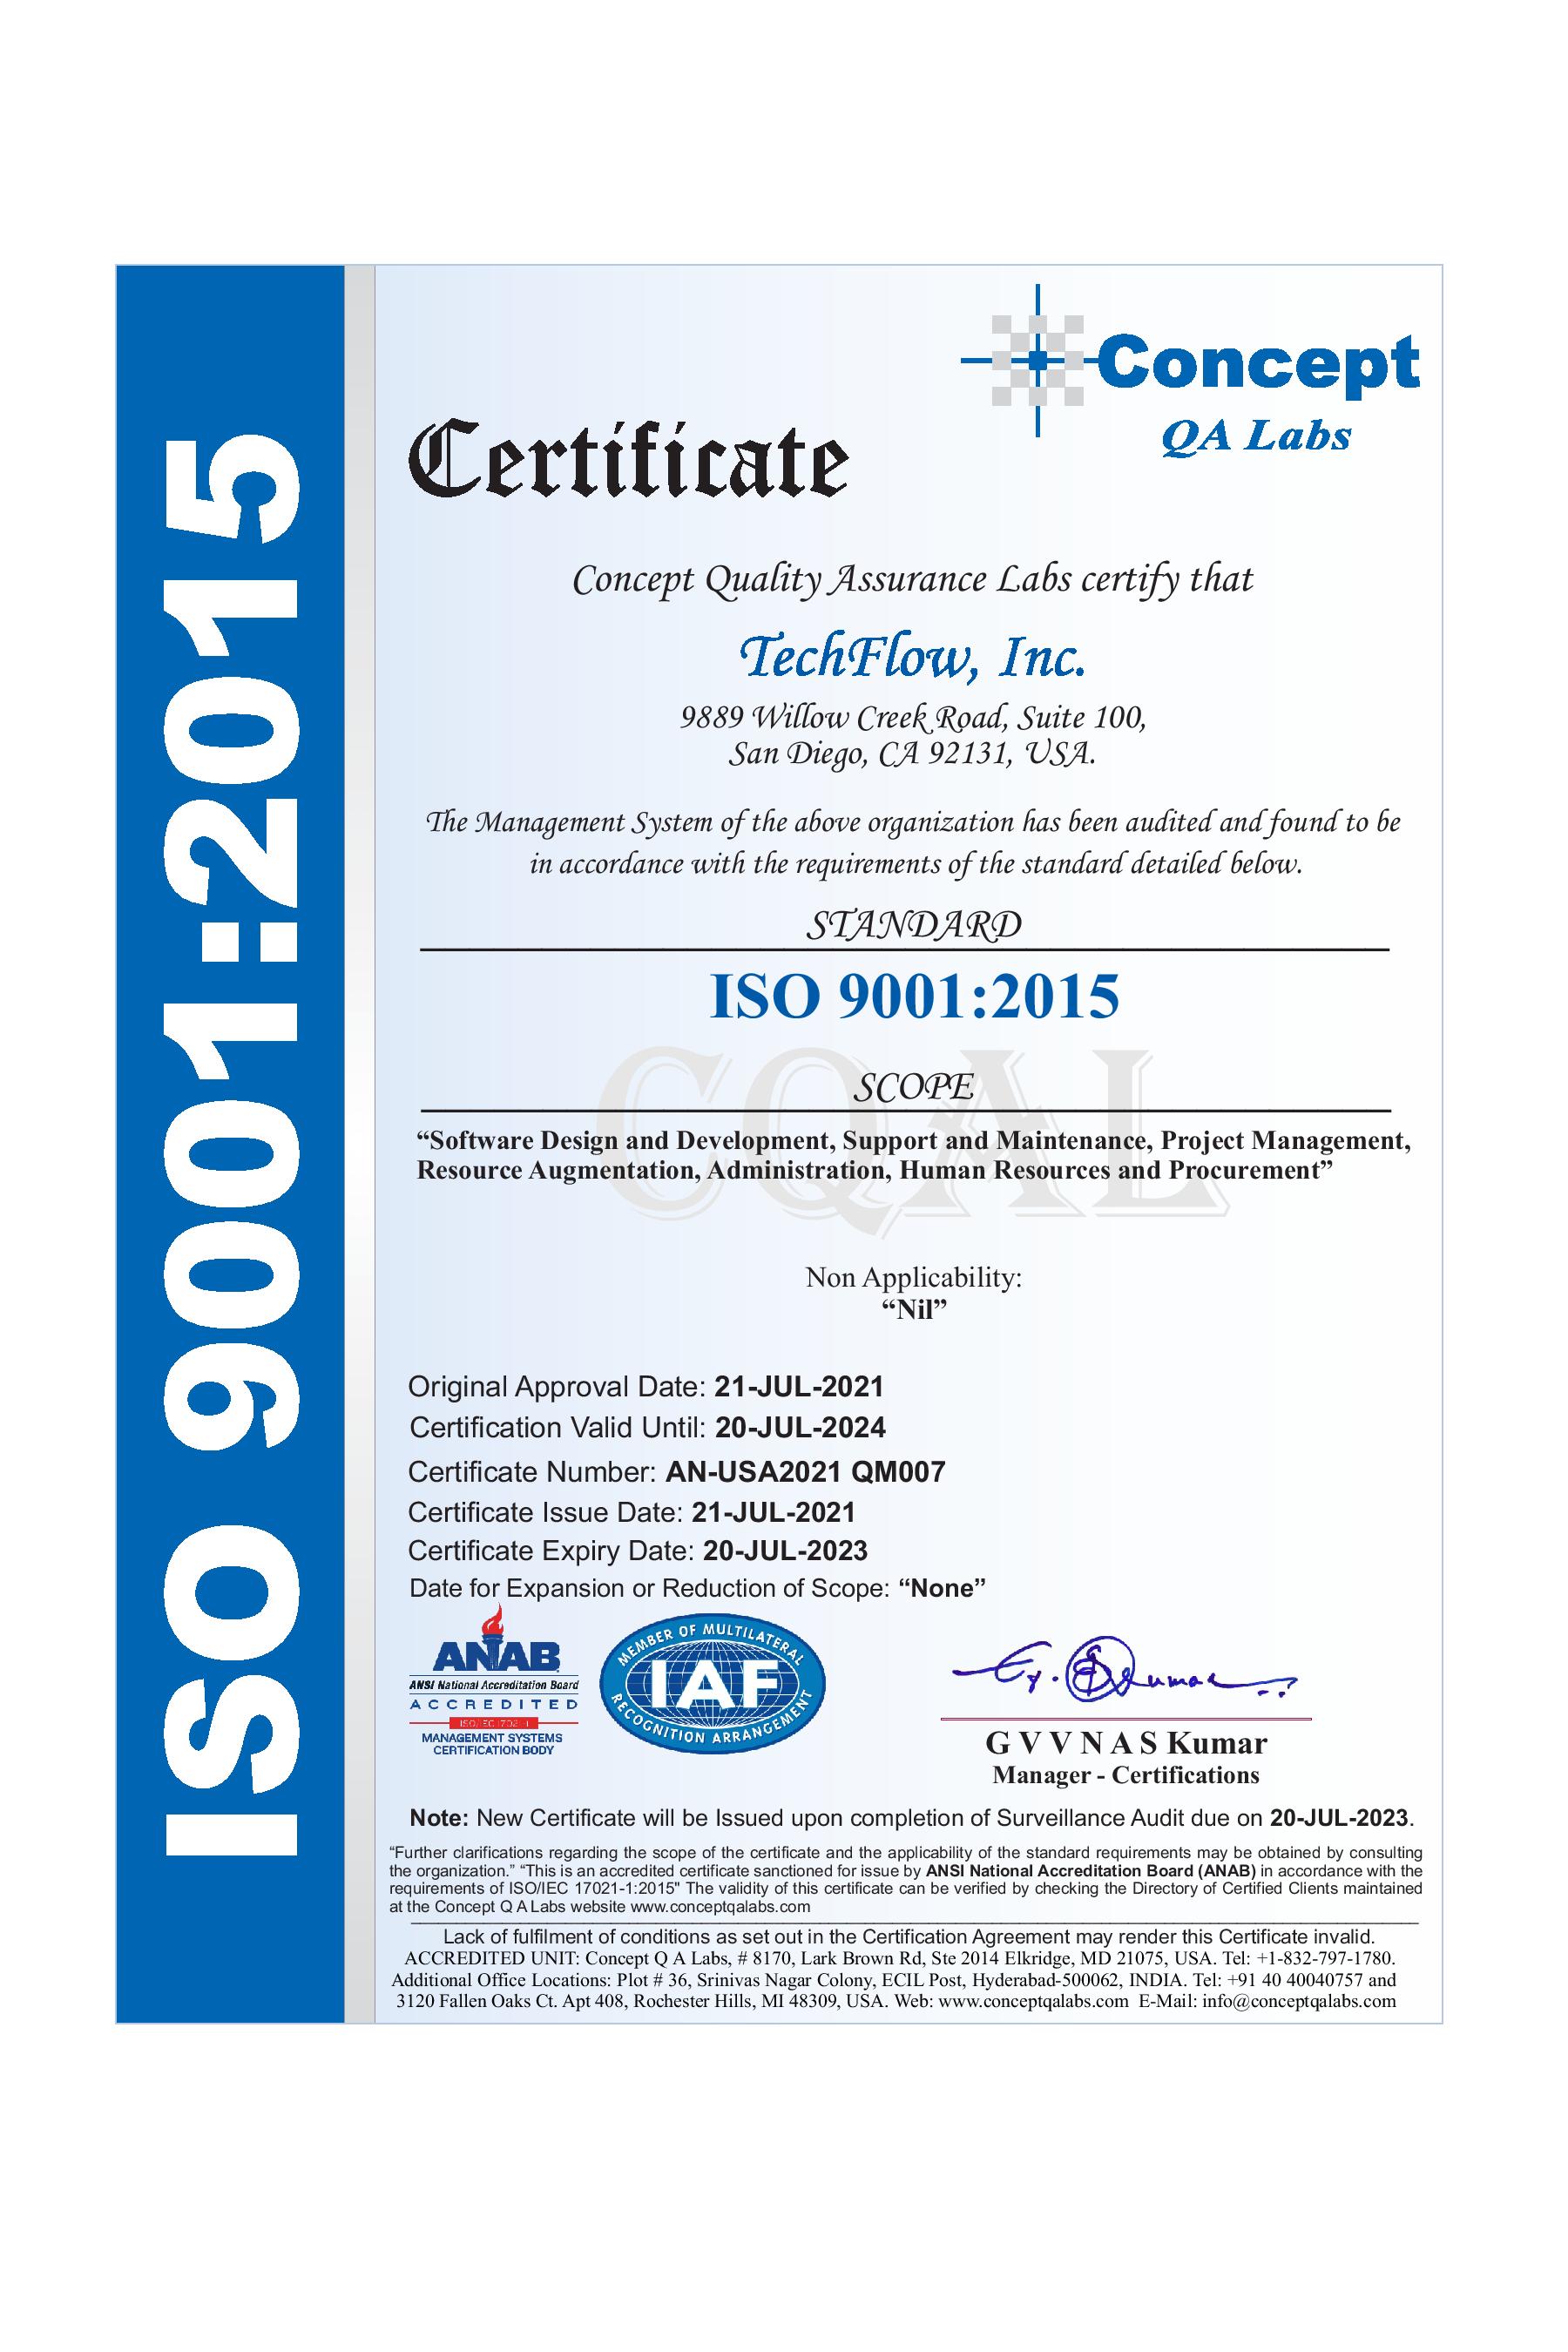 ISO 9001:2015
Concept
QA Labs
Certificate
Concept Quality Assurance Labs certify that
TechFlow, Inc.
9889 Willow Creek Road, Suite 100,
San Diego, CA 92131, USA.
The Management System of the above organization has been audited and found to be
in accordance with the requirements of the standard detailed below.
STANDARD
ISO 9001:2015
CQAL
SCOPE
“Software Design and Development, Support and Maintenance, Project Management,
Resource Augmentation, Administration, Human Resources and Procurement”
Non Applicability:
“Nil”
Original Approval Date: 21-JUL-2021
Certification Valid Until: 20-JUL-2024
Certificate Number: AN-USA2021 QM007
Certificate Issue Date: 21-JUL-2021
Certificate Expiry Date: 20-JUL-2023
Date for Expansion or Reduction of Scope: “None”
ANAB
ANSI National Accreditation Board
ACCREDITED
ISO/IEC 17021-1
MANAGEMENT SYSTEMS
CERTIFICATION BODY
MEMBER OF MULTILATERAL
IAF
RECOGNITION ARRANGEMENT
G V V N A S Kumar
Manager - Certifications
Note: New Certificate will be Issued upon completion of Surveillance Audit due on 20-JUL-2023.
“Further clarifications regarding the scope of the certificate and the applicability of the standard requirements may be obtained by consulting
the organization.” “This is an accredited certificate sanctioned for issue by ANSI National Accreditation Board (ANAB) in accordance with the
requirements of ISO/IEC 17021-1:2015" The validity of this certificate can be verified by checking the Directory of Certified Clients maintained
at the Concept Q A Labs website www.conceptqalabs.com
Lack of fulfilment of conditions as set out in the Certification Agreement may render this Certificate invalid.
ACCREDITED UNIT: Concept Q A Labs, # 8170, Lark Brown Rd, Ste 2014 Elkridge, MD 21075, USA. Tel: +1-832-797-1780.
Additional Office Locations: Plot # 36, Srinivas Nagar Colony, ECIL Post, Hyderabad-500062, INDIA. Tel: +91 40 40040757 and
3120 Fallen Oaks Ct. Apt 408, Rochester Hills, MI 48309, USA. Web: www.conceptqalabs.com E-Mail: info@conceptqalabs.com